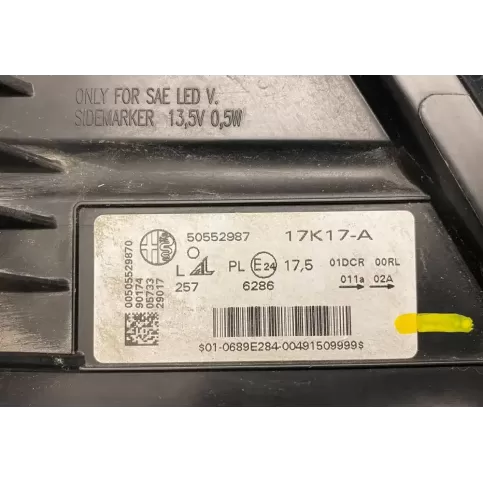 ONLY FOR SAE LED V.
SIDEMARKER 13,5V 0,5W
50552987 17K17-A
L AL PL E24 17,5 01DCR 00RL
257 6286 011a 02A
00505529870
90174
05733
29017
$01-0689E284-00491509999$